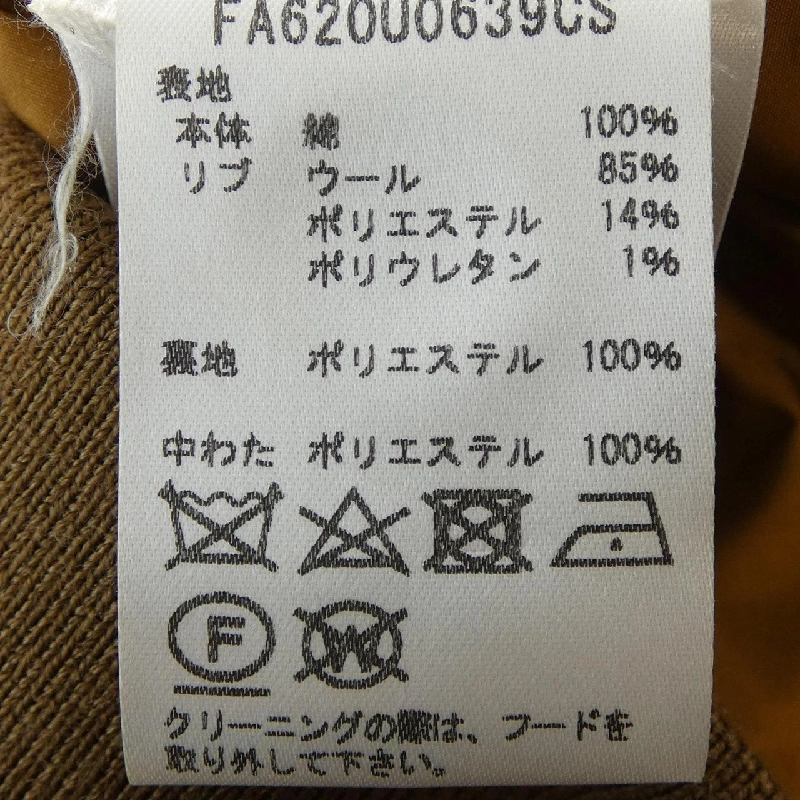 FA620U0639CS
表地
本体 綿 100%
リブ ウール 85%
ポリエステル 14%
ポリウレタン 1%
裏地 ポリエステル 100%
中わた ポリエステル 100%
F W
クリーニングの際は、フードを
取り外して下さい。